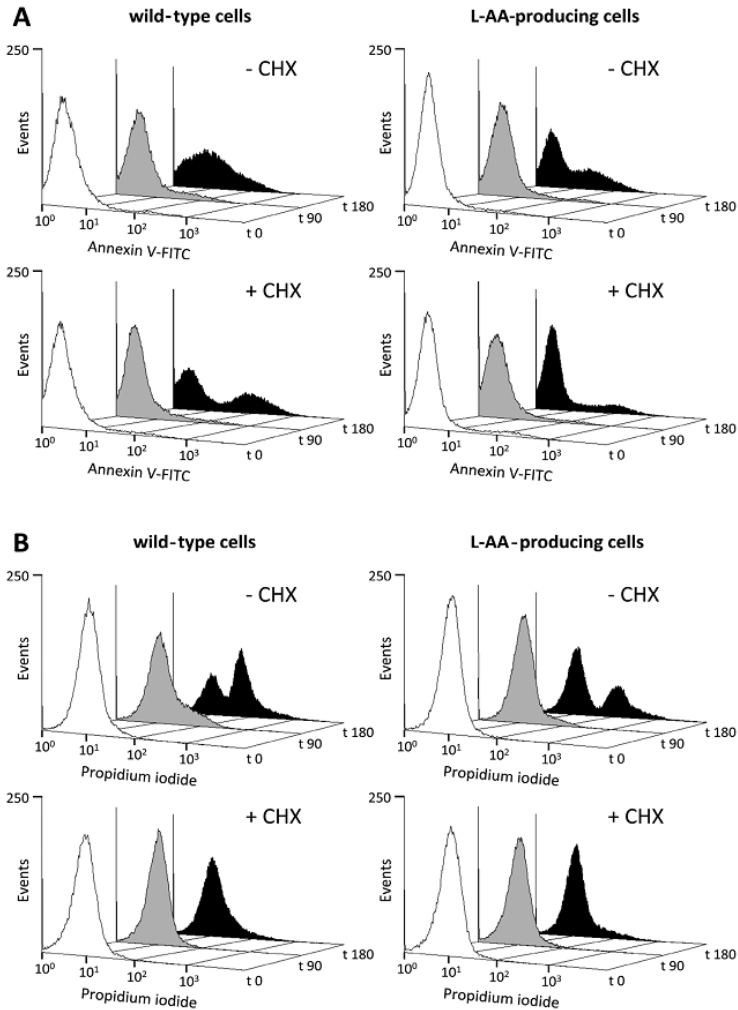 A
wild-type cells
L-AA-producing cells
250
- CHX
Events
10⁰ 10¹ 10² 10³
t 0 t 90 t 180
Annexin V-FITC
250
- CHX
Events
10⁰ 10¹ 10² 10³
t 0 t 90 t 180
Annexin V-FITC
250
+ CHX
Events
10⁰ 10¹ 10² 10³
t 0 t 90 t 180
Annexin V-FITC
250
+ CHX
Events
10⁰ 10¹ 10² 10³
t 0 t 90 t 180
Annexin V-FITC
B
wild-type cells
L-AA-producing cells
250
- CHX
Events
10⁰ 10¹ 10² 10³
t 0 t 90 t 180
Propidium iodide
250
- CHX
Events
10⁰ 10¹ 10² 10³
t 0 t 90 t 180
Propidium iodide
250
+ CHX
Events
10⁰ 10¹ 10² 10³
t 0 t 90 t 180
Propidium iodide
250
+ CHX
Events
10⁰ 10¹ 10² 10³
t 0 t 90 t 180
Propidium iodide